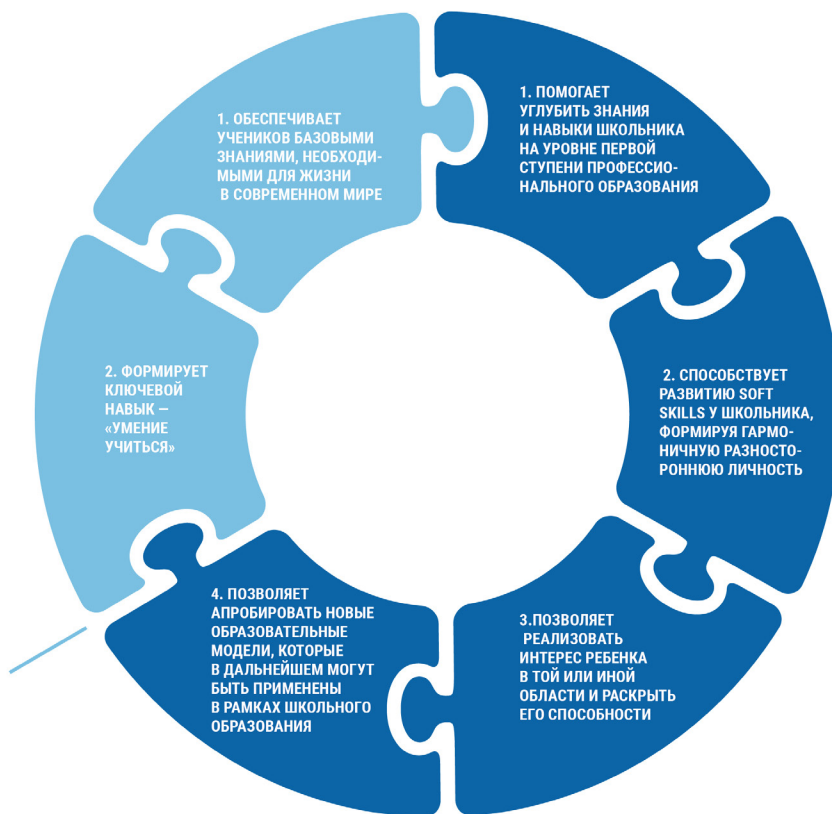 1. ОБЕСПЕЧИВАЕТ
УЧЕНИКОВ БАЗОВЫМИ
ЗНАНИЯМИ, НЕОБХОДИ-
МЫМИ ДЛЯ ЖИЗНИ
В СОВРЕМЕННОМ МИРЕ
2. ФОРМИРУЕТ
КЛЮЧЕВОЙ
НАВЫК —
«УМЕНИЕ
УЧИТЬСЯ»
1. ПОМОГАЕТ
УГЛУБИТЬ ЗНАНИЯ
И НАВЫКИ ШКОЛЬНИКА
НА УРОВНЕ ПЕРВОЙ
СТУПЕНИ ПРОФЕССИО-
НАЛЬНОГО ОБРАЗОВАНИЯ
2. СПОСОБСТВУЕТ
РАЗВИТИЮ SOFT
SKILLS У ШКОЛЬНИКА,
ФОРМИРУЯ ГАРМО-
НИЧНУЮ РАЗНОСТО-
РОННЮЮ ЛИЧНОСТЬ
3.ПОЗВОЛЯЕТ
РЕАЛИЗОВАТЬ
ИНТЕРЕС РЕБЕНКА
В ТОЙ ИЛИ ИНОЙ
ОБЛАСТИ И РАСКРЫТЬ
ЕГО СПОСОБНОСТИ
4. ПОЗВОЛЯЕТ
АПРОБИРОВАТЬ НОВЫЕ
ОБРАЗОВАТЕЛЬНЫЕ
МОДЕЛИ, КОТОРЫЕ
В ДАЛЬНЕЙШЕМ МОГУТ
БЫТЬ ПРИМЕНЕНЫ
В РАМКАХ ШКОЛЬНОГО
ОБРАЗОВАНИЯ